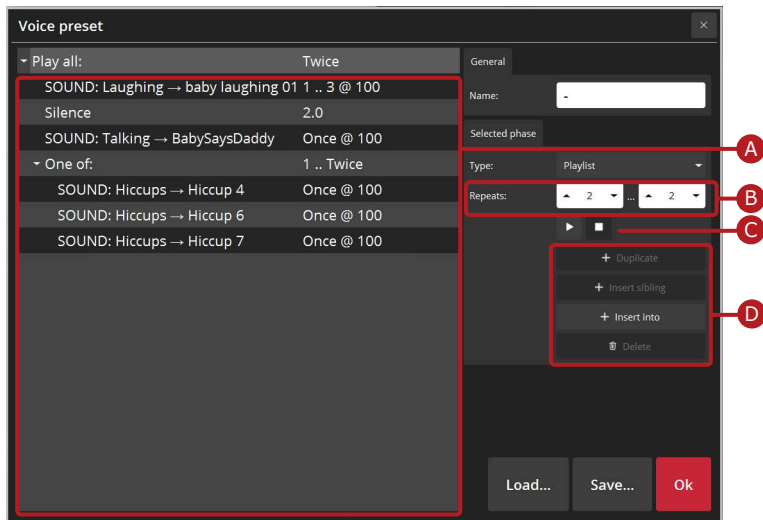 Voice preset
Play all: Twice
SOUND: Laughing → baby laughing 01 1 .. 3 @ 100
Silence 2.0
SOUND: Talking → BabySaysDaddy Once @ 100
One of: 1 .. Twice
SOUND: Hiccups → Hiccup 4 Once @ 100
SOUND: Hiccups → Hiccup 6 Once @ 100
SOUND: Hiccups → Hiccup 7 Once @ 100
General
Name: -
Selected phase
A
Type: Playlist
Repeats: 2 ... 2
B
C
+ Duplicate
+ Insert sibling
+ Insert into
D
Delete
Load... Save... Ok